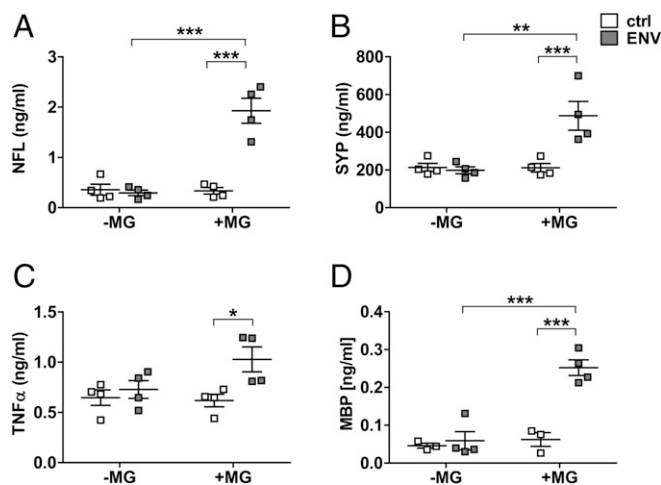 A
B
ctrl
ENV
***
***
**
***
NFL (ng/ml)
3
2
1
0
-MG
+MG
SYP (ng/ml)
800
600
400
200
0
-MG
+MG
C
D
*
***
***
TNFα (ng/ml)
1.5
1.0
0.5
0.0
-MG
+MG
MBP [ng/ml]
0.4
0.3
0.2
0.1
0.0
-MG
+MG